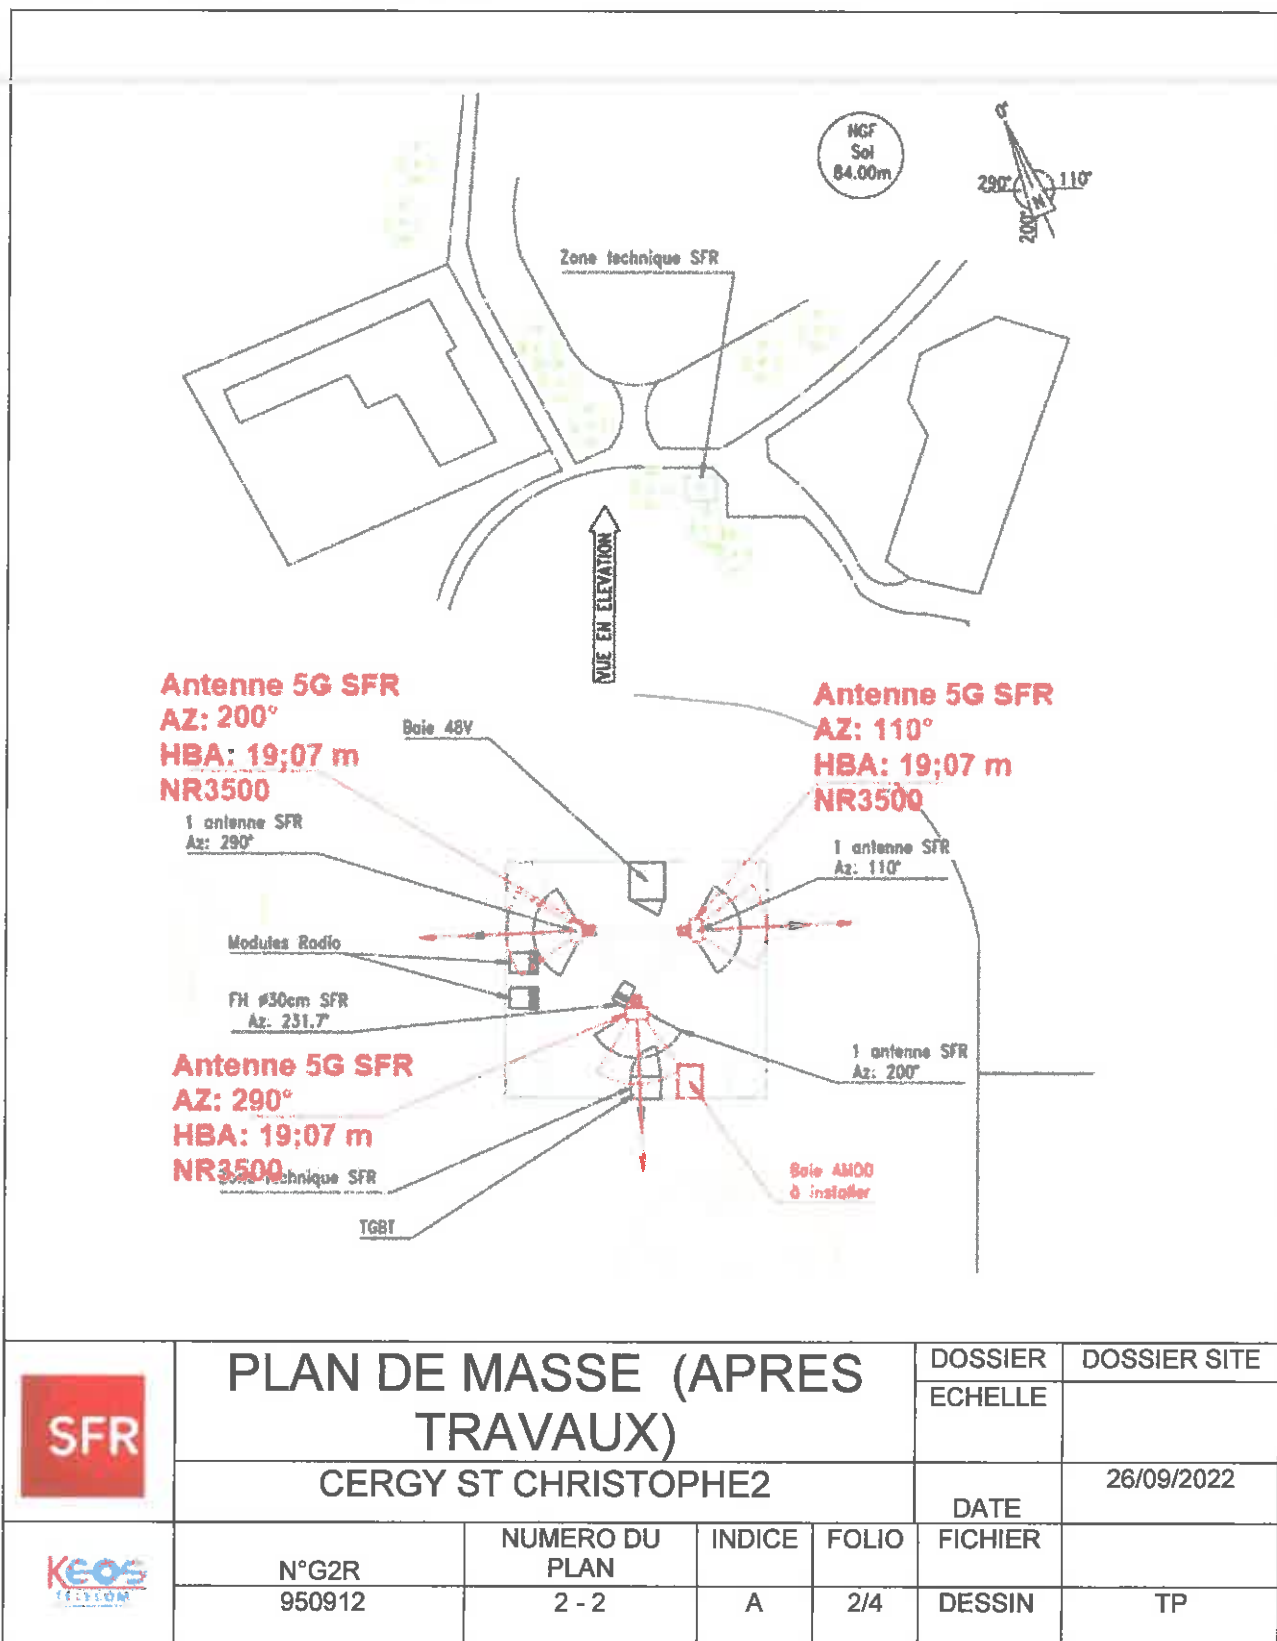 NGF
Sol
84.00m
0°
290°
110°
N
200°
Zone technique SFR
VUE EN ELEVATION
Antenne 5G SFR
AZ: 200°
HBA: 19;07 m
NR3500
Antenne 5G SFR
AZ: 110°
HBA: 19;07 m
NR3500
Baie 48V
1 antenne SFR
Az: 290°
1 antenne SFR
Az: 110°
Modules Radio
FH ø30cm SFR
Az: 231,7°
1 antenne SFR
Az: 200°
Antenne 5G SFR
AZ: 290°
HBA: 19;07 m
NR3500
technique SFR
Baie AMOD
à installer
TGBT
SFR
PLAN DE MASSE (APRES
TRAVAUX)
DOSSIER
DOSSIER SITE
ECHELLE
CERGY ST CHRISTOPHE2
DATE
26/09/2022
KEOS
TELECOM
N°G2R
NUMERO DU
PLAN
INDICE
FOLIO
FICHIER
950912
2 - 2
A
2/4
DESSIN
TP